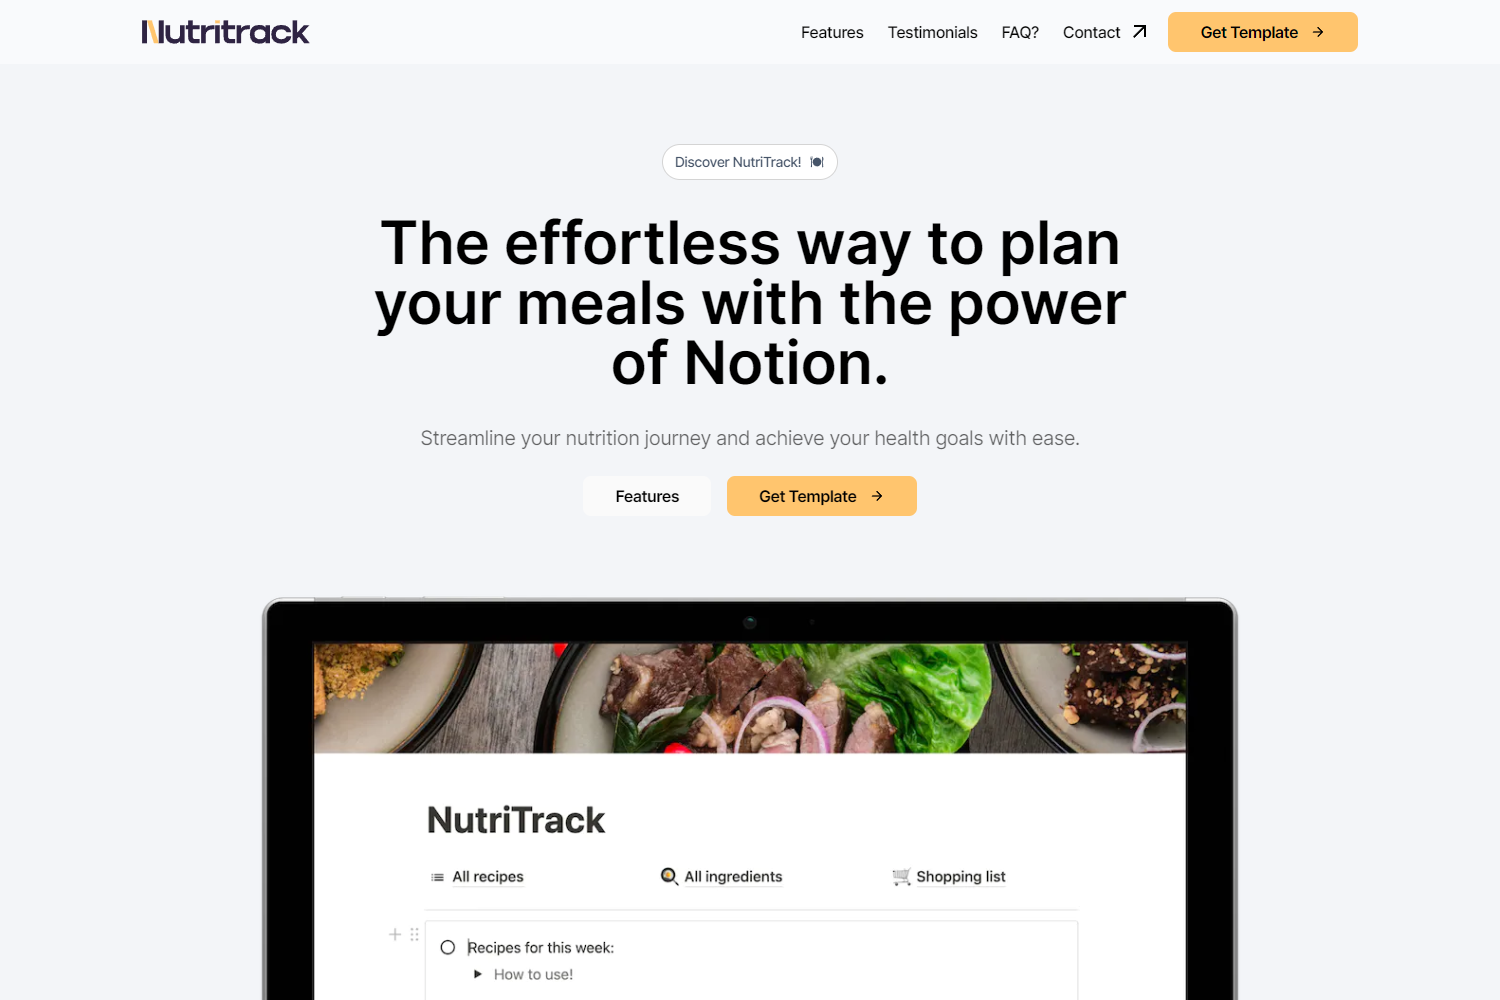 Nutritrack
Features Testimonials FAQ? Contact Get Template
Discover NutriTrack!
The effortless way to plan
your meals with the power
of Notion.
Streamline your nutrition journey and achieve your health goals with ease.
Features Get Template
NutriTrack
All recipes All ingredients Shopping list
Recipes for this week:
How to use!